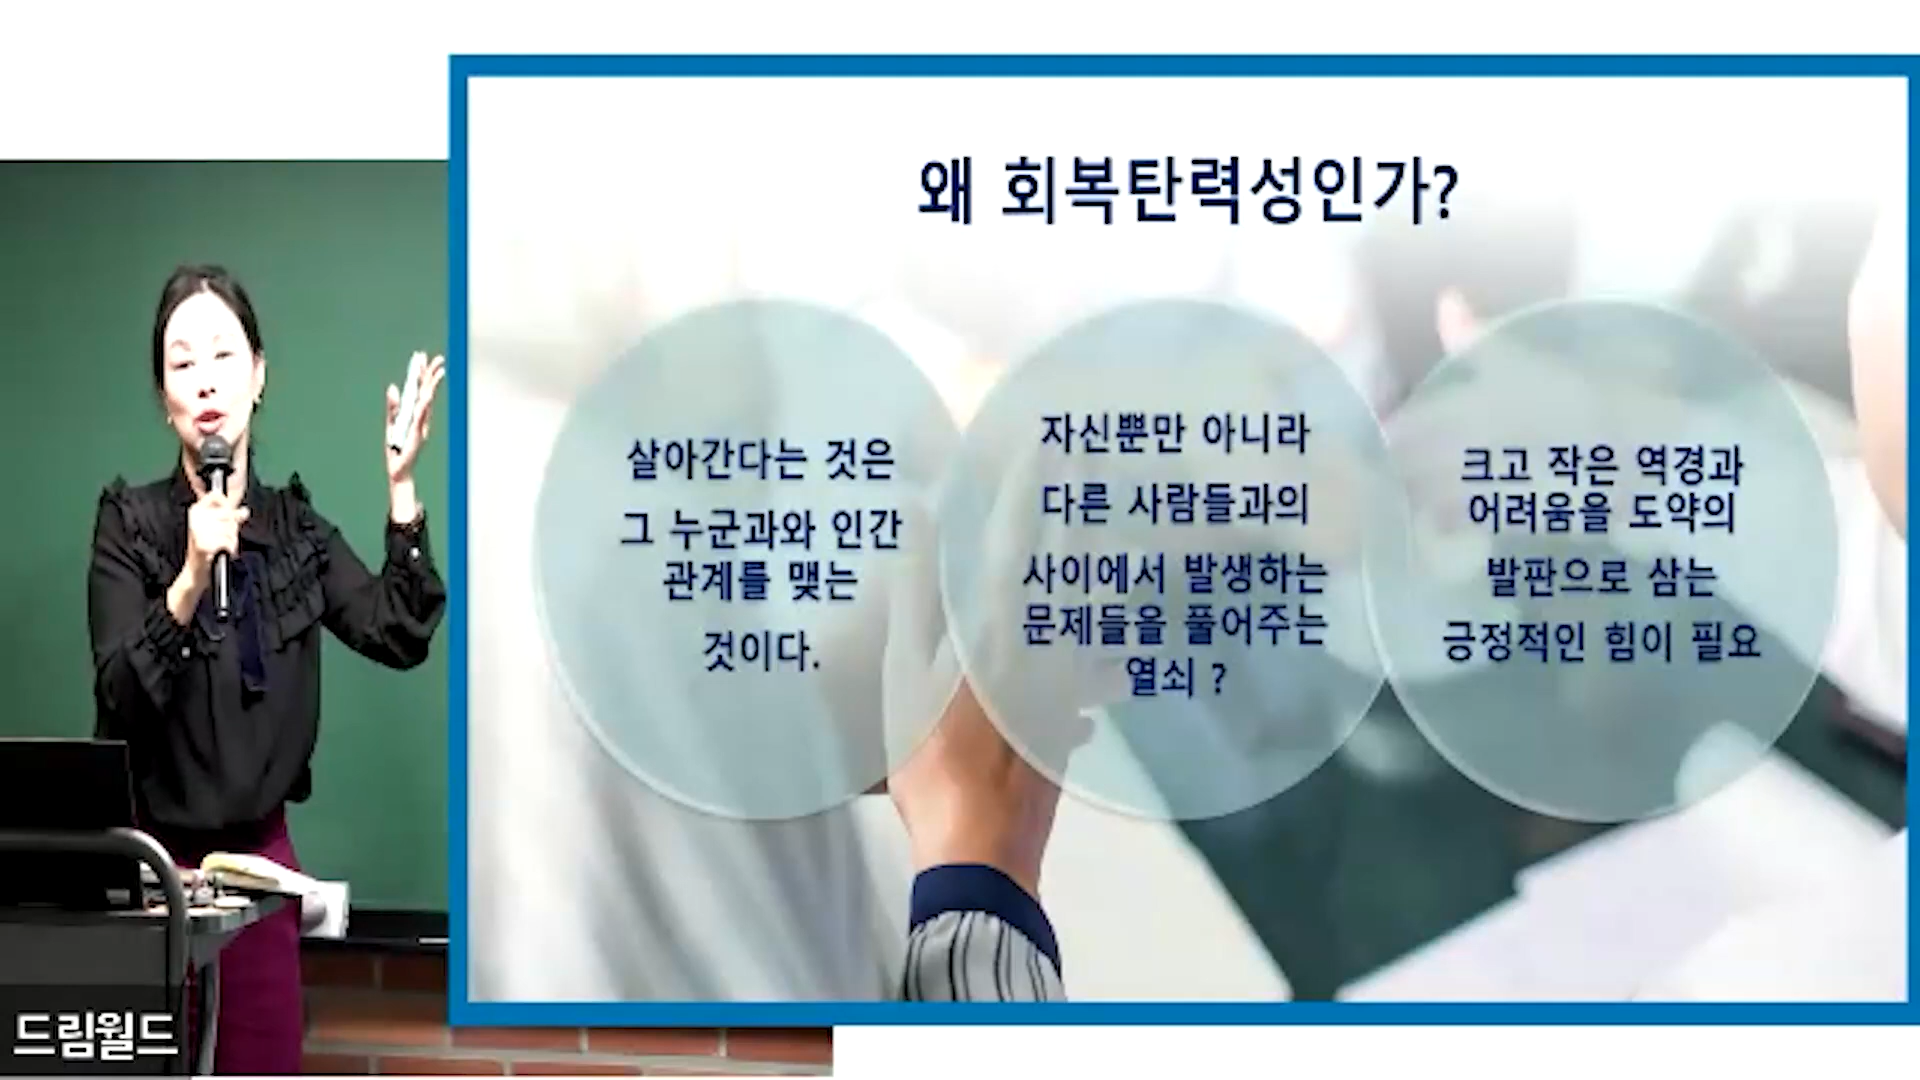 왜 회복탄력성인가?
살아간다는 것은
그 누군과와 인간
관계를 맺는
것이다.
자신뿐만 아니라
다른 사람들과의
사이에서 발생하는
문제들을 풀어주는
열쇠 ?
크고 작은 역경과
어려움을 도약의
발판으로 삼는
긍정적인 힘이 필요
드림월드